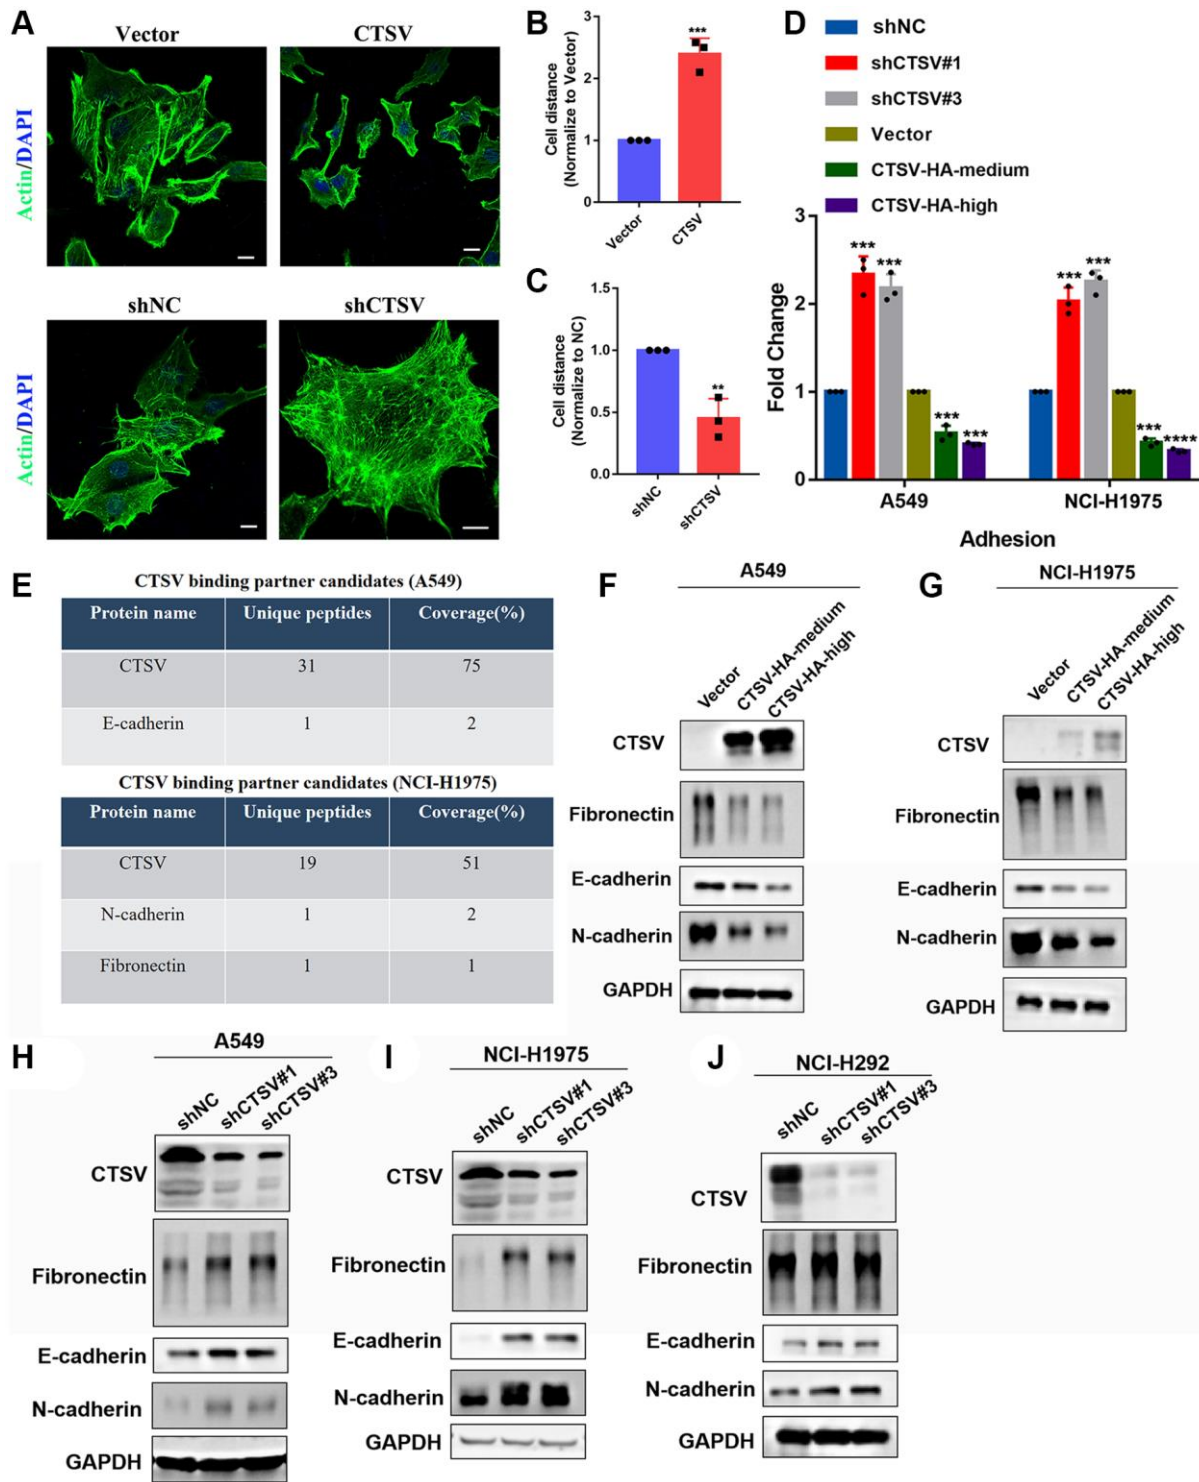 A
Vector
CTSV
Actin/DAPI
shNC
shCTSV
Actin/DAPI
B
Cell distance
(Normalize to Vector)
3
2
1
0
***
Vector
CTSV
C
Cell distance
(Normalize to NC)
1.5
1.0
0.5
0.0
**
shNC
shCTSV
D
shNC
shCTSV#1
shCTSV#3
Vector
CTSV-HA-medium
CTSV-HA-high
Fold Change
3
2
1
0
*** *** *** *** *** *** *** ****
A549
NCI-H1975
Adhesion
E
CTSV binding partner candidates (A549)
Protein name Unique peptides Coverage(%)
CTSV 31 75
E-cadherin 1 2
CTSV binding partner candidates (NCI-H1975)
Protein name Unique peptides Coverage(%)
CTSV 19 51
N-cadherin 1 2
Fibronectin 1 1
F
A549
Vector
CTSV-HA-medium
CTSV-HA-high
CTSV
Fibronectin
E-cadherin
N-cadherin
GAPDH
G
NCI-H1975
Vector
CTSV-HA-medium
CTSV-HA-high
CTSV
Fibronectin
E-cadherin
N-cadherin
GAPDH
H
A549
shNC
shCTSV#1
shCTSV#3
CTSV
Fibronectin
E-cadherin
N-cadherin
GAPDH
I
NCI-H1975
shNC
shCTSV#1
shCTSV#3
CTSV
Fibronectin
E-cadherin
N-cadherin
GAPDH
J
NCI-H292
shNC
shCTSV#1
shCTSV#3
CTSV
Fibronectin
E-cadherin
N-cadherin
GAPDH